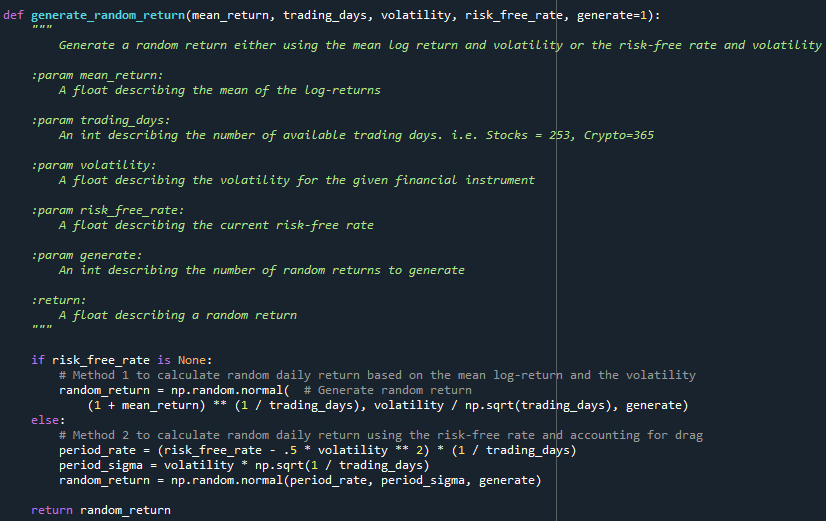 def generate_random_return(mean_return, trading_days, volatility, risk_free_rate, generate=1):
    """
        Generate a random return either using the mean log return and volatility or the risk-free rate and volatility

    :param mean_return:
        A float describing the mean of the log-returns

    :param trading_days:
        An int describing the number of available trading days. i.e. Stocks = 253, Crypto=365

    :param volatility:
        A float describing the volatility for the given financial instrument

    :param risk_free_rate:
        A float describing the current risk-free rate

    :param generate:
        An int describing the number of random returns to generate

    :return:
        A float describing a random return
    """

    if risk_free_rate is None:
        # Method 1 to calculate random daily return based on the mean log-return and the volatility
        random_return = np.random.normal(  # Generate random return
            (1 + mean_return) ** (1 / trading_days), volatility / np.sqrt(trading_days), generate)
    else:
        # Method 2 to calculate random daily return using the risk-free rate and accounting for drag
        period_rate = (risk_free_rate - .5 * volatility ** 2) * (1 / trading_days)
        period_sigma = volatility * np.sqrt(1 / trading_days)
        random_return = np.random.normal(period_rate, period_sigma, generate)

    return random_return